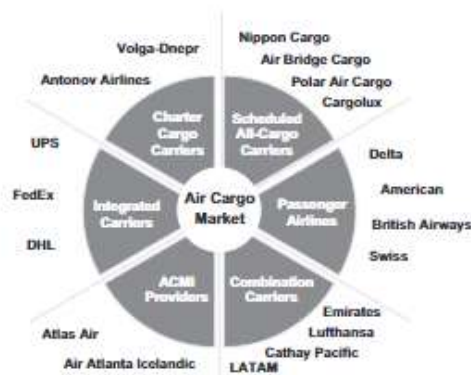 Volga-Dnepr
Antonov Airlines
Nippon Cargo
Air Bridge Cargo
Polar Air Cargo
Cargolux
Charter
Cargo
Carriers
Scheduled
All-Cargo
Carriers
UPS
FedEx
DHL
Integrated
Carriers
Air Cargo
Market
Passenger
Airlines
Delta
American
British Airways
Swiss
ACMI
Providers
Combination
Carriers
Atlas Air
Air Atlanta Icelandic
Emirates
Lufthansa
Cathay Pacific
LATAM